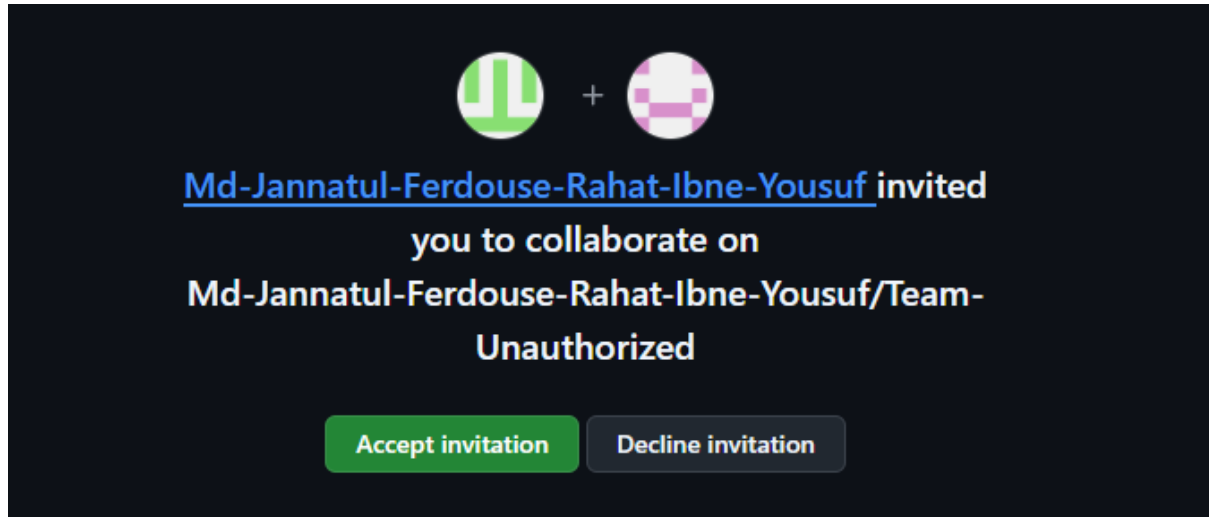 +
Md-Jannatul-Ferdouse-Rahat-Ibne-Yousuf invited
you to collaborate on
Md-Jannatul-Ferdouse-Rahat-Ibne-Yousuf/Team-
Unauthorized
Accept invitation Decline invitation